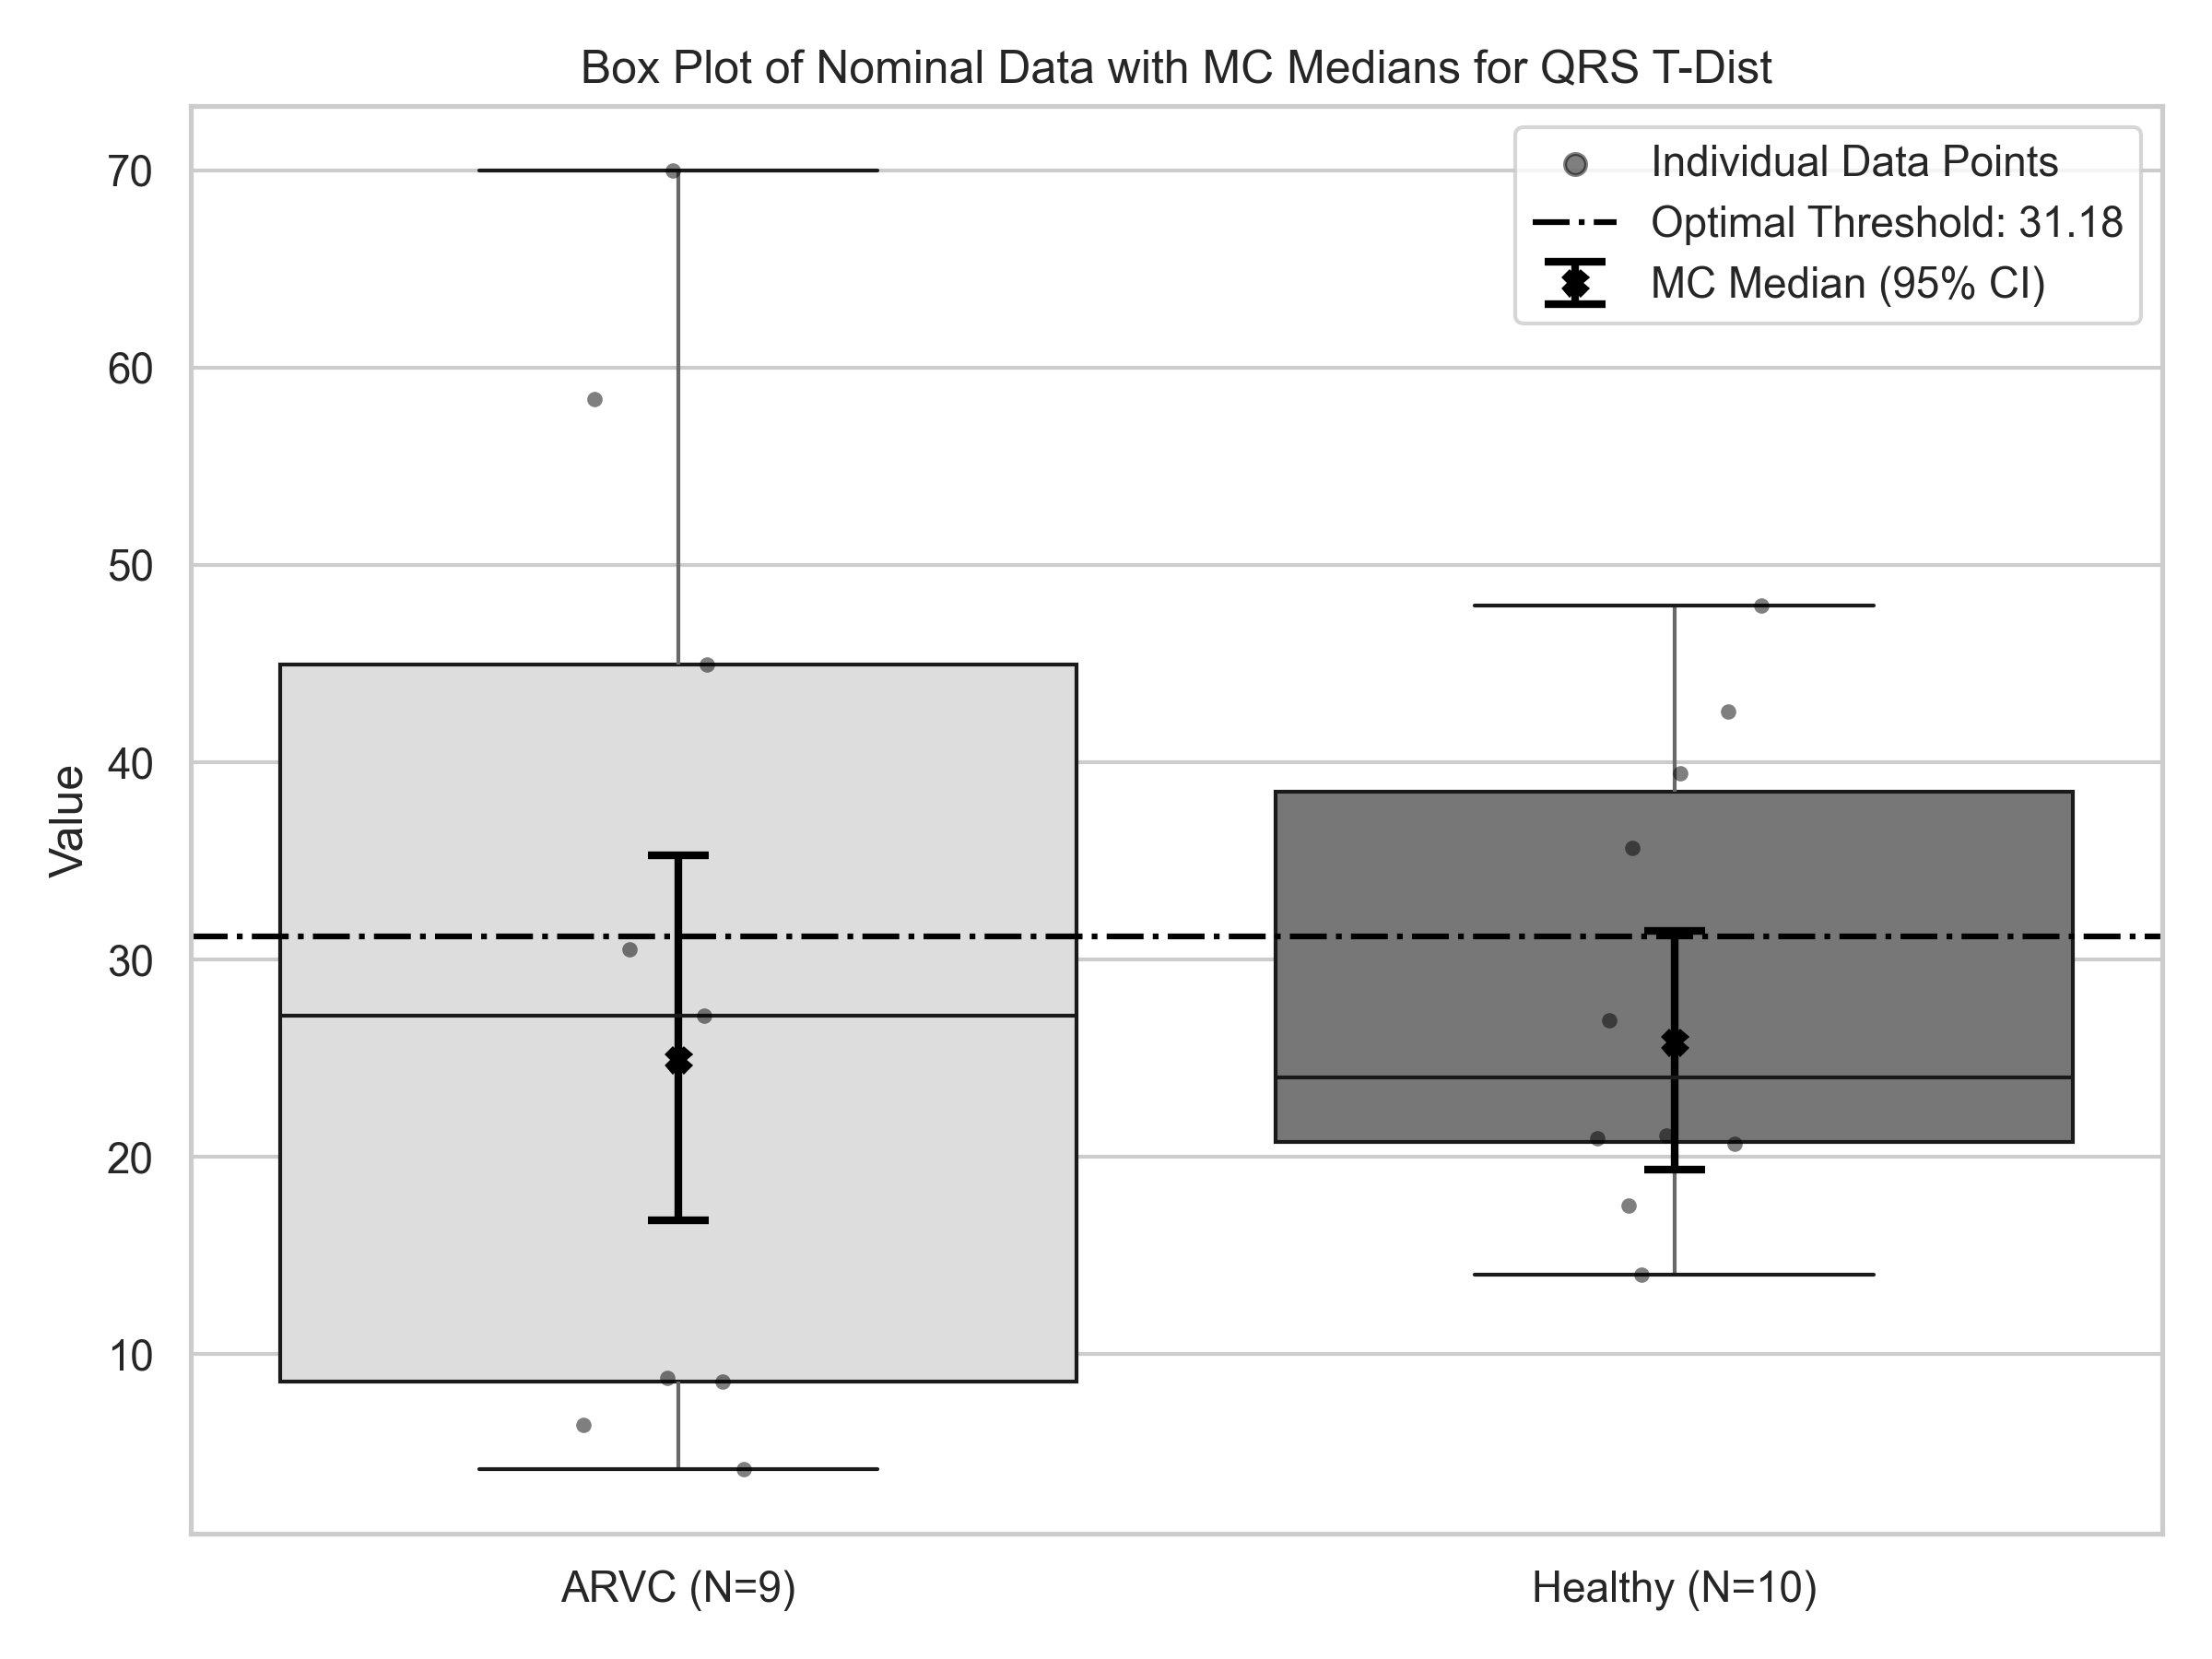 Box Plot of Nominal Data with MC Medians for QRS T-Dist
Individual Data Points
Optimal Threshold: 31.18
MC Median (95% CI)
Value
70
60
50
40
30
20
10
ARVC (N=9)
Healthy (N=10)